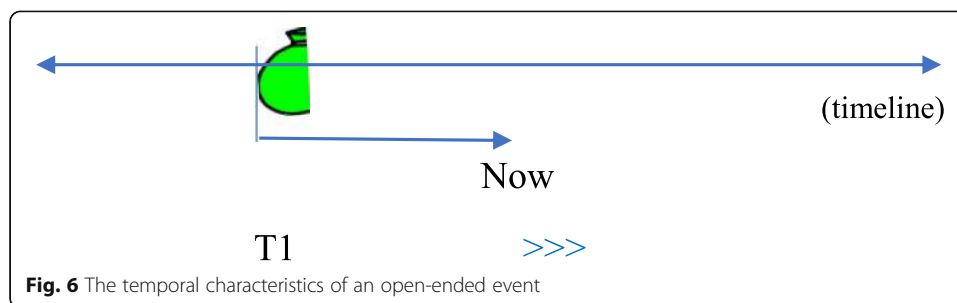 (timeline)
Now
T1 >>>
Fig. 6 The temporal characteristics of an open-ended event